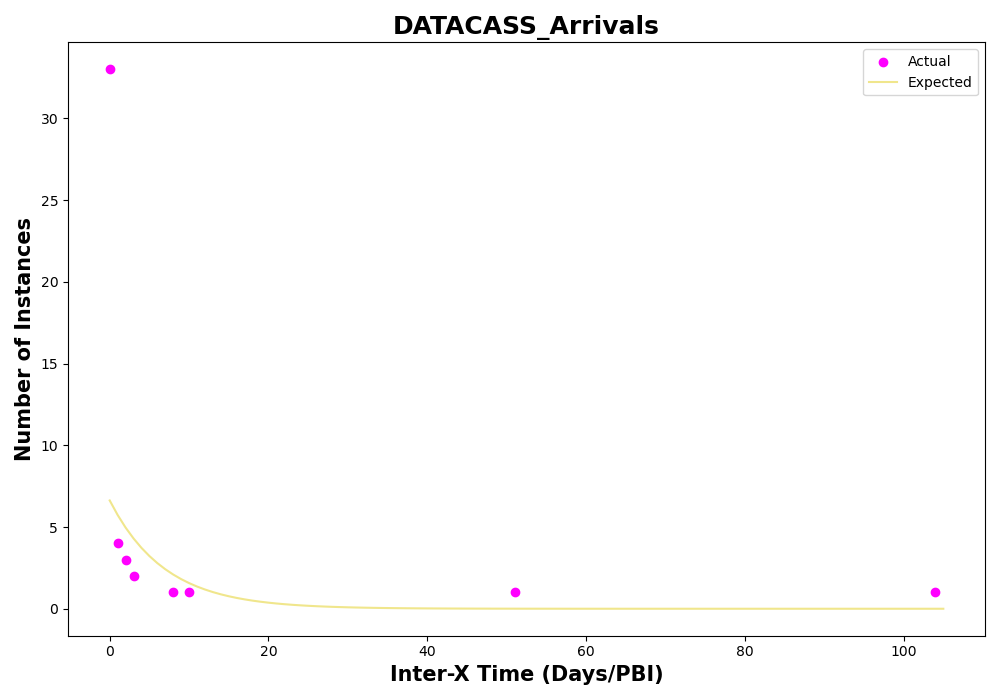 DATACASS_Arrivals
Actual
Expected
Number of Instances
30
25
20
15
10
5
0
0 20 40 60 80 100
Inter-X Time (Days/PBI)